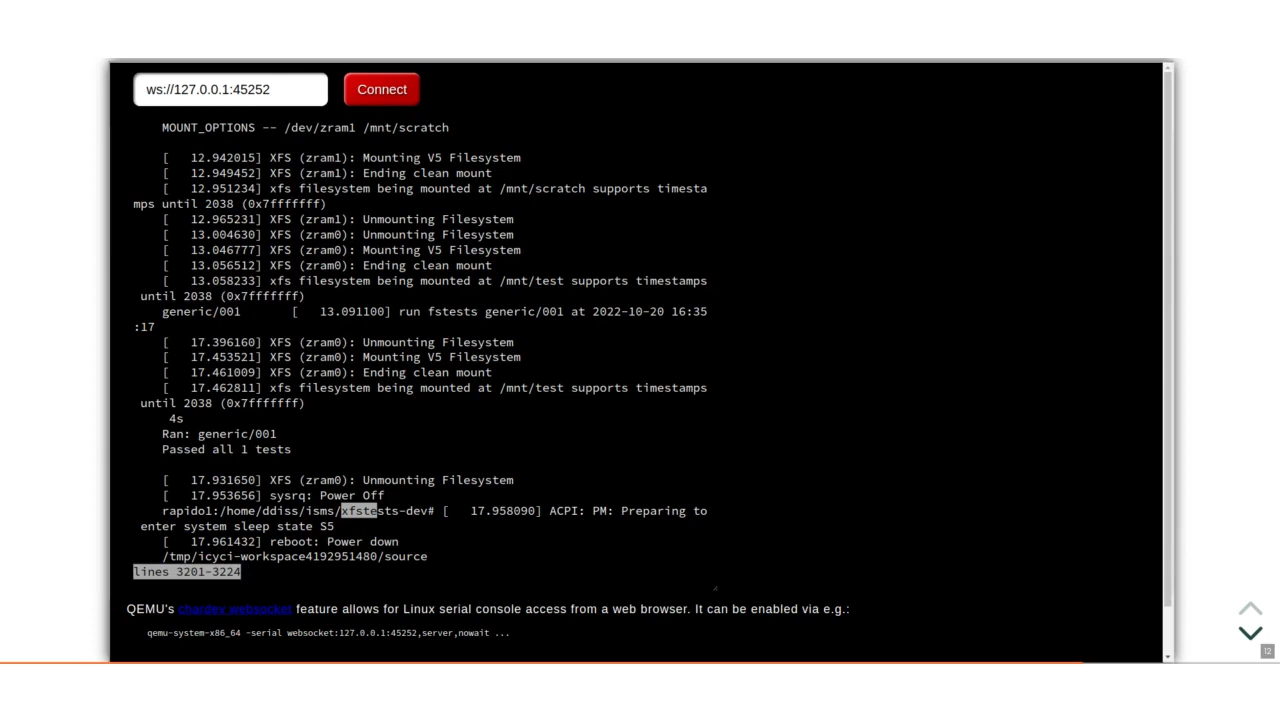 ws://127.0.0.1:45252 Connect
MOUNT_OPTIONS -- /dev/zram1 /mnt/scratch
[ 12.942015] XFS (zram1): Mounting V5 Filesystem
[ 12.949452] XFS (zram1): Ending clean mount
[ 12.951234] xfs filesystem being mounted at /mnt/scratch supports timesta
mps until 2038 (0x7fffffff)
[ 12.965231] XFS (zram1): Unmounting Filesystem
[ 13.004630] XFS (zram0): Unmounting Filesystem
[ 13.046777] XFS (zram0): Mounting V5 Filesystem
[ 13.056512] XFS (zram0): Ending clean mount
[ 13.058233] xfs filesystem being mounted at /mnt/test supports timestamps
until 2038 (0x7fffffff)
generic/001 [ 13.091100] run fstests generic/001 at 2022-10-20 16:35
:17
[ 17.396160] XFS (zram0): Unmounting Filesystem
[ 17.453521] XFS (zram0): Mounting V5 Filesystem
[ 17.461009] XFS (zram0): Ending clean mount
[ 17.462811] xfs filesystem being mounted at /mnt/test supports timestamps
until 2038 (0x7fffffff)
4s
Ran: generic/001
Passed all 1 tests
[ 17.931650] XFS (zram0): Unmounting Filesystem
[ 17.953656] sysrq: Power Off
rapido1:/home/ddiss/isms/xfstests-dev# [ 17.958090] ACPI: PM: Preparing to
enter system sleep state S5
[ 17.961432] reboot: Power down
/tmp/icyci-workspace4192951480/source
lines 3201-3224
QEMU's chardev websocket feature allows for Linux serial console access from a web browser. It can be enabled via e.g.:
qemu-system-x86_64 -serial websocket:127.0.0.1:45252,server,nowait ...
12